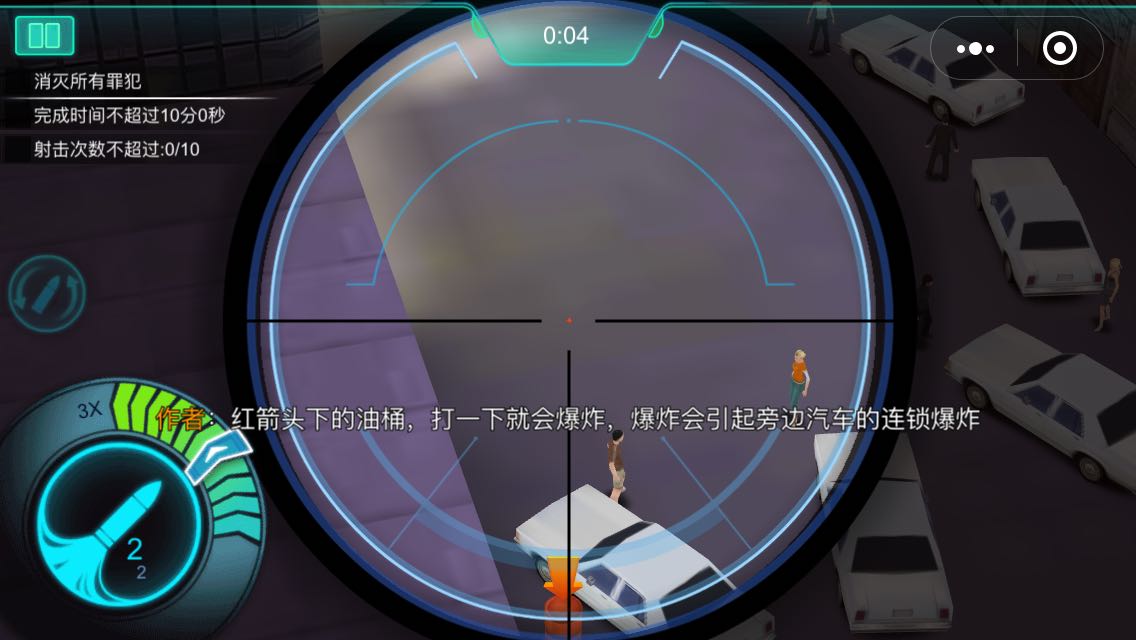 0:04
消灭所有罪犯
完成时间不超过10分0秒
射击次数不超过:0/10
3X
作者：红箭头下的油桶，打一下就会爆炸，爆炸会引起旁边汽车的连锁爆炸
2
2